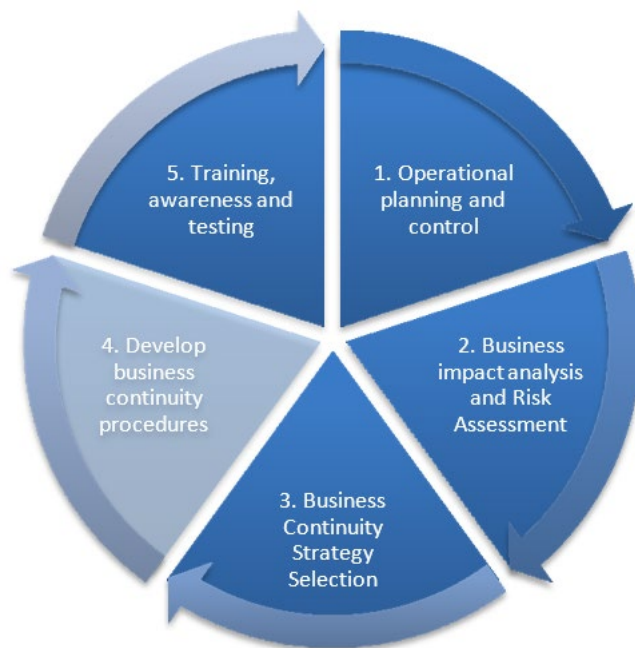 1. Operational
planning and
control
2. Business
impact analysis
and Risk
Assessment
3. Business
Continuity
Strategy
Selection
4. Develop
business
continuity
procedures
5. Training,
awareness and
testing